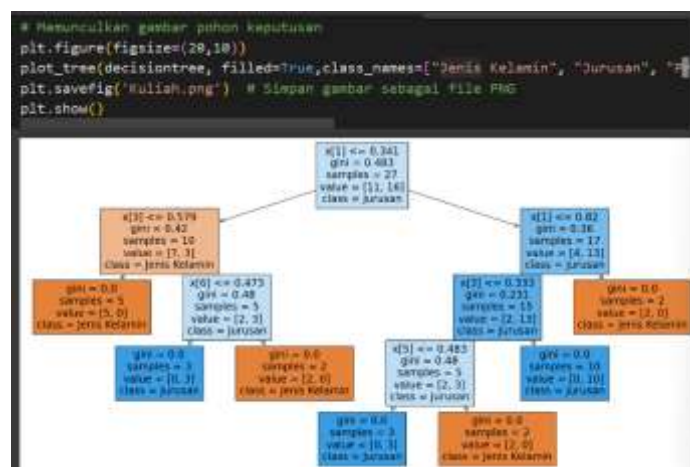 # Memunculkan gambar pohon keputusan
plt.figure(figsize=(20,10))
plot_tree(decisiontree, filled=True,class_names=["Jenis Kelamin", "Jurusan",
plt.savefig('Kuliah.png') # Simpan gambar sebagai file PNG
plt.show()
x[1] <= 0.341
gini = 0.483
samples = 27
value = [11, 16]
class = Jurusan
x[3] <= 0.579
gini = 0.42
samples = 10
value = [7, 3]
class = Jenis Kelamin
x[1] <= 0.82
gini = 0.36
samples = 17
value = [4, 13]
class = Jurusan
gini = 0.0
samples = 5
value = [5, 0]
class = Jenis Kelamin
x[6] <= 0.473
gini = 0.48
samples = 5
value = [2, 3]
class = Jurusan
x[3] <= 0.333
gini = 0.231
samples = 15
value = [2, 13]
class = Jurusan
gini = 0.0
samples = 2
value = [2, 0]
class = Jenis Kelamin
gini = 0.0
samples = 3
value = [0, 3]
class = Jurusan
gini = 0.0
samples = 2
value = [2, 0]
class = Jenis Kelamin
x[5] <= 0.483
gini = 0.48
samples = 5
value = [2, 3]
class = Jurusan
gini = 0.0
samples = 10
value = [0, 10]
class = Jurusan
gini = 0.0
samples = 3
value = [0, 3]
class = Jurusan
gini = 0.0
samples = 2
value = [2, 0]
class = Jenis Kelamin